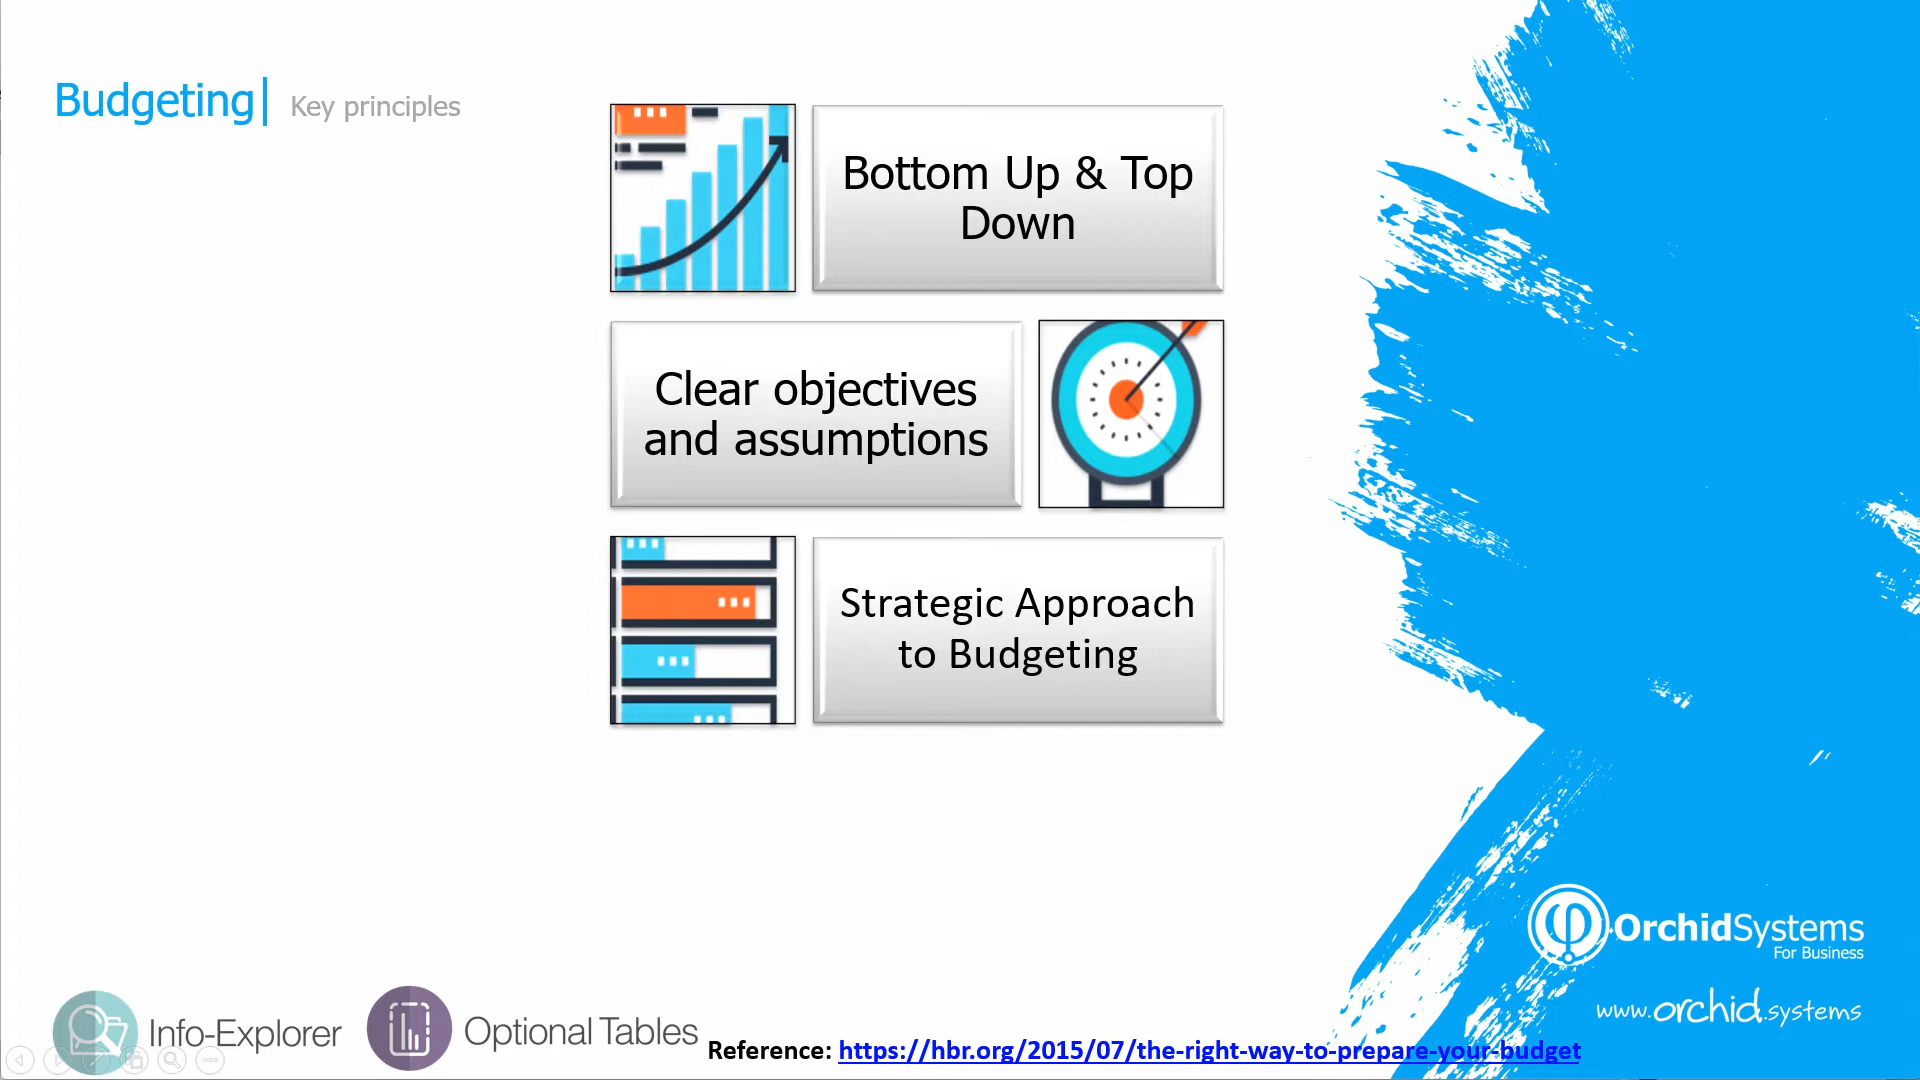 Budgeting| Key principles
Bottom Up & Top
Down
Clear objectives
and assumptions
Strategic Approach
to Budgeting
OrchidSystems
For Business
www.orchid.systems
Info-Explorer
Optional Tables
Reference: https://hbr.org/2015/07/the-right-way-to-prepare-your-budget